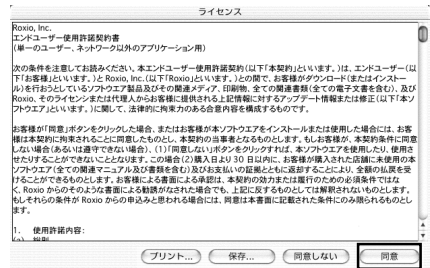 ライセンス
Roxio, Inc.
エンドユーザー使用許諾契約書
(単一のユーザー、ネットワーク以外のアプリケーション用)
次の条件を注意してお読みください。本エンドユーザー使用許諾契約(以下「本契約」といいます。)は、エンドユーザー(以
下「お客様」といいます。)と Roxio, Inc.(以下「Roxio」といいます。)との間で、お客様がダウンロード(またはインストー
ル)を行おうとしているソフトウエア製品及びその関連メディア、印刷物、全ての関連書類(全ての電子文書を含む)、及び
Roxio、そのライセンシまたは代理人からお客様に提供される上記情報に対するアップデート情報または修正(以下「本ソ
フトウエア」といいます。)に関して、法律的に拘束力のある合意内容を構成するものです。
お客様が「同意」ボタンをクリックした場合、またはお客様が本ソフトウエアをインストールまたは使用した場合には、お客
様は本契約に拘束されることに同意したものとし、本契約の当事者となるものとします。もしお客様が、本契約条件に同意
しない場合(あるいは遵守できない場合)、(1)「同意しない」ボタンをクリックすれば、本ソフトウエアを使用したり、使用さ
せたりすることができないこととなります。この場合(2)購入日より 30 日以内に、お客様が購入された店舗に未使用の本
ソフトウエア(全ての関連マニュアル及び書類を含む)及びお支払いの証拠とともに返却することにより、全額の払戻を受
けることができるものとします。お客様による書面による承認は、本契約の効力または履行のための必須条件ではな
く、Roxio からのそのような書面による勧誘がなされた場合でも、上記に反するものとしては解釈されないものとします。
もしそれらの条件が Roxio からの申込みと思われる場合には、同意は本書面に記載された条件にのみ限られるものとし
ます。
1. 使用許諾内容:
(a) 総則
プリント... 保存... 同意しない 同意